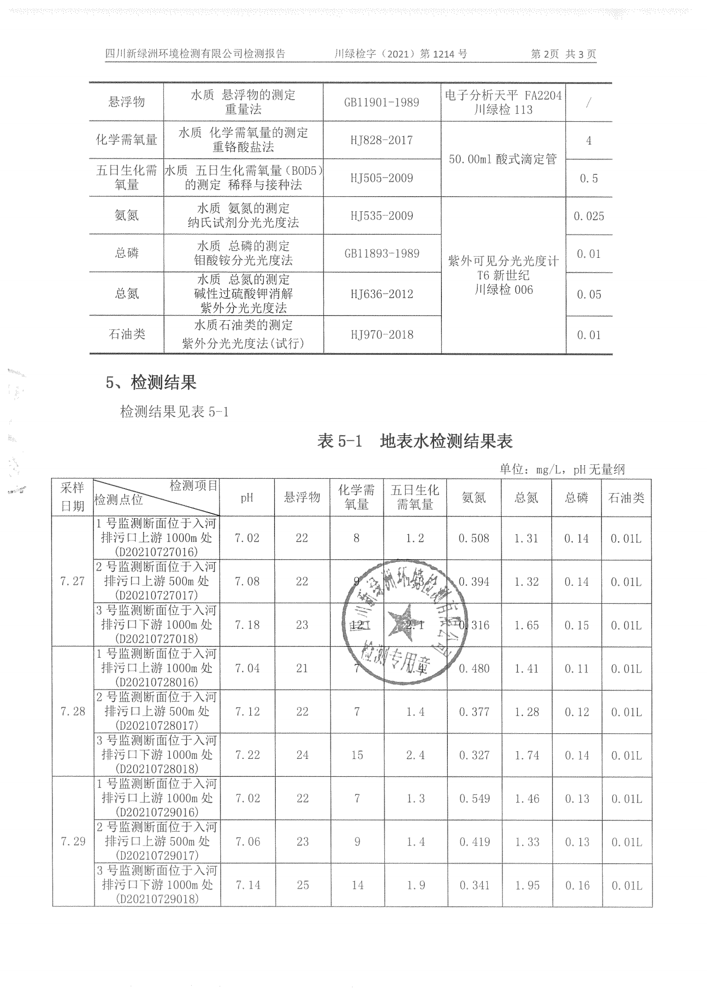 四川新绿洲环境检测有限公司检测报告 川绿检字（2021）第 1214 号 第 2页 共 3 页
悬浮物 水质 悬浮物的测定 重量法 GB11901-1989 电子分析天平 FA2204 川绿检 113 /
化学需氧量 水质 化学需氧量的测定 重铬酸盐法 HJ828-2017 50.00ml 酸式滴定管 4
五日生化需氧量 水质 五日生化需氧量（BOD5）的测定 稀释与接种法 HJ505-2009 0.5
氨氮 水质 氨氮的测定 纳氏试剂分光光度法 HJ535-2009 紫外可见分光光度计 T6 新世纪 川绿检 006 0.025
总磷 水质 总磷的测定 钼酸铵分光光度法 GB11893-1989 0.01
总氮 水质 总氮的测定 碱性过硫酸钾消解 紫外分光光度法 HJ636-2012 0.05
石油类 水质石油类的测定 紫外分光光度法(试行) HJ970-2018 0.01
5、检测结果
检测结果见表 5-1
表 5-1 地表水检测结果表
单位：mg/L，pH 无量纲
采样日期 检测项目 检测点位 pH 悬浮物 化学需氧量 五日生化需氧量 氨氮 总氮 总磷 石油类
7.27 1 号监测断面位于入河排污口上游 1000m 处 (D20210727016) 7.02 22 8 1.2 0.508 1.31 0.14 0.01L
2 号监测断面位于入河排污口上游 500m 处 (D20210727017) 7.08 22 9 1.3 0.394 1.32 0.14 0.01L
3 号监测断面位于入河排污口下游 1000m 处 (D20210727018) 7.18 23 12 2.1 0.316 1.65 0.15 0.01L
7.28 1 号监测断面位于入河排污口上游 1000m 处 (D20210728016) 7.04 21 7 1.4 0.480 1.41 0.11 0.01L
2 号监测断面位于入河排污口上游 500m 处 (D20210728017) 7.12 22 7 1.4 0.377 1.28 0.12 0.01L
3 号监测断面位于入河排污口下游 1000m 处 (D20210728018) 7.22 24 15 2.4 0.327 1.74 0.14 0.01L
7.29 1 号监测断面位于入河排污口上游 1000m 处 (D20210729016) 7.02 22 7 1.3 0.549 1.46 0.13 0.01L
2 号监测断面位于入河排污口上游 500m 处 (D20210729017) 7.06 23 9 1.4 0.419 1.33 0.13 0.01L
3 号监测断面位于入河排污口下游 1000m 处 (D20210729018) 7.14 25 14 1.9 0.341 1.95 0.16 0.01L
四川新绿洲环境检测有限公司
检测专用章